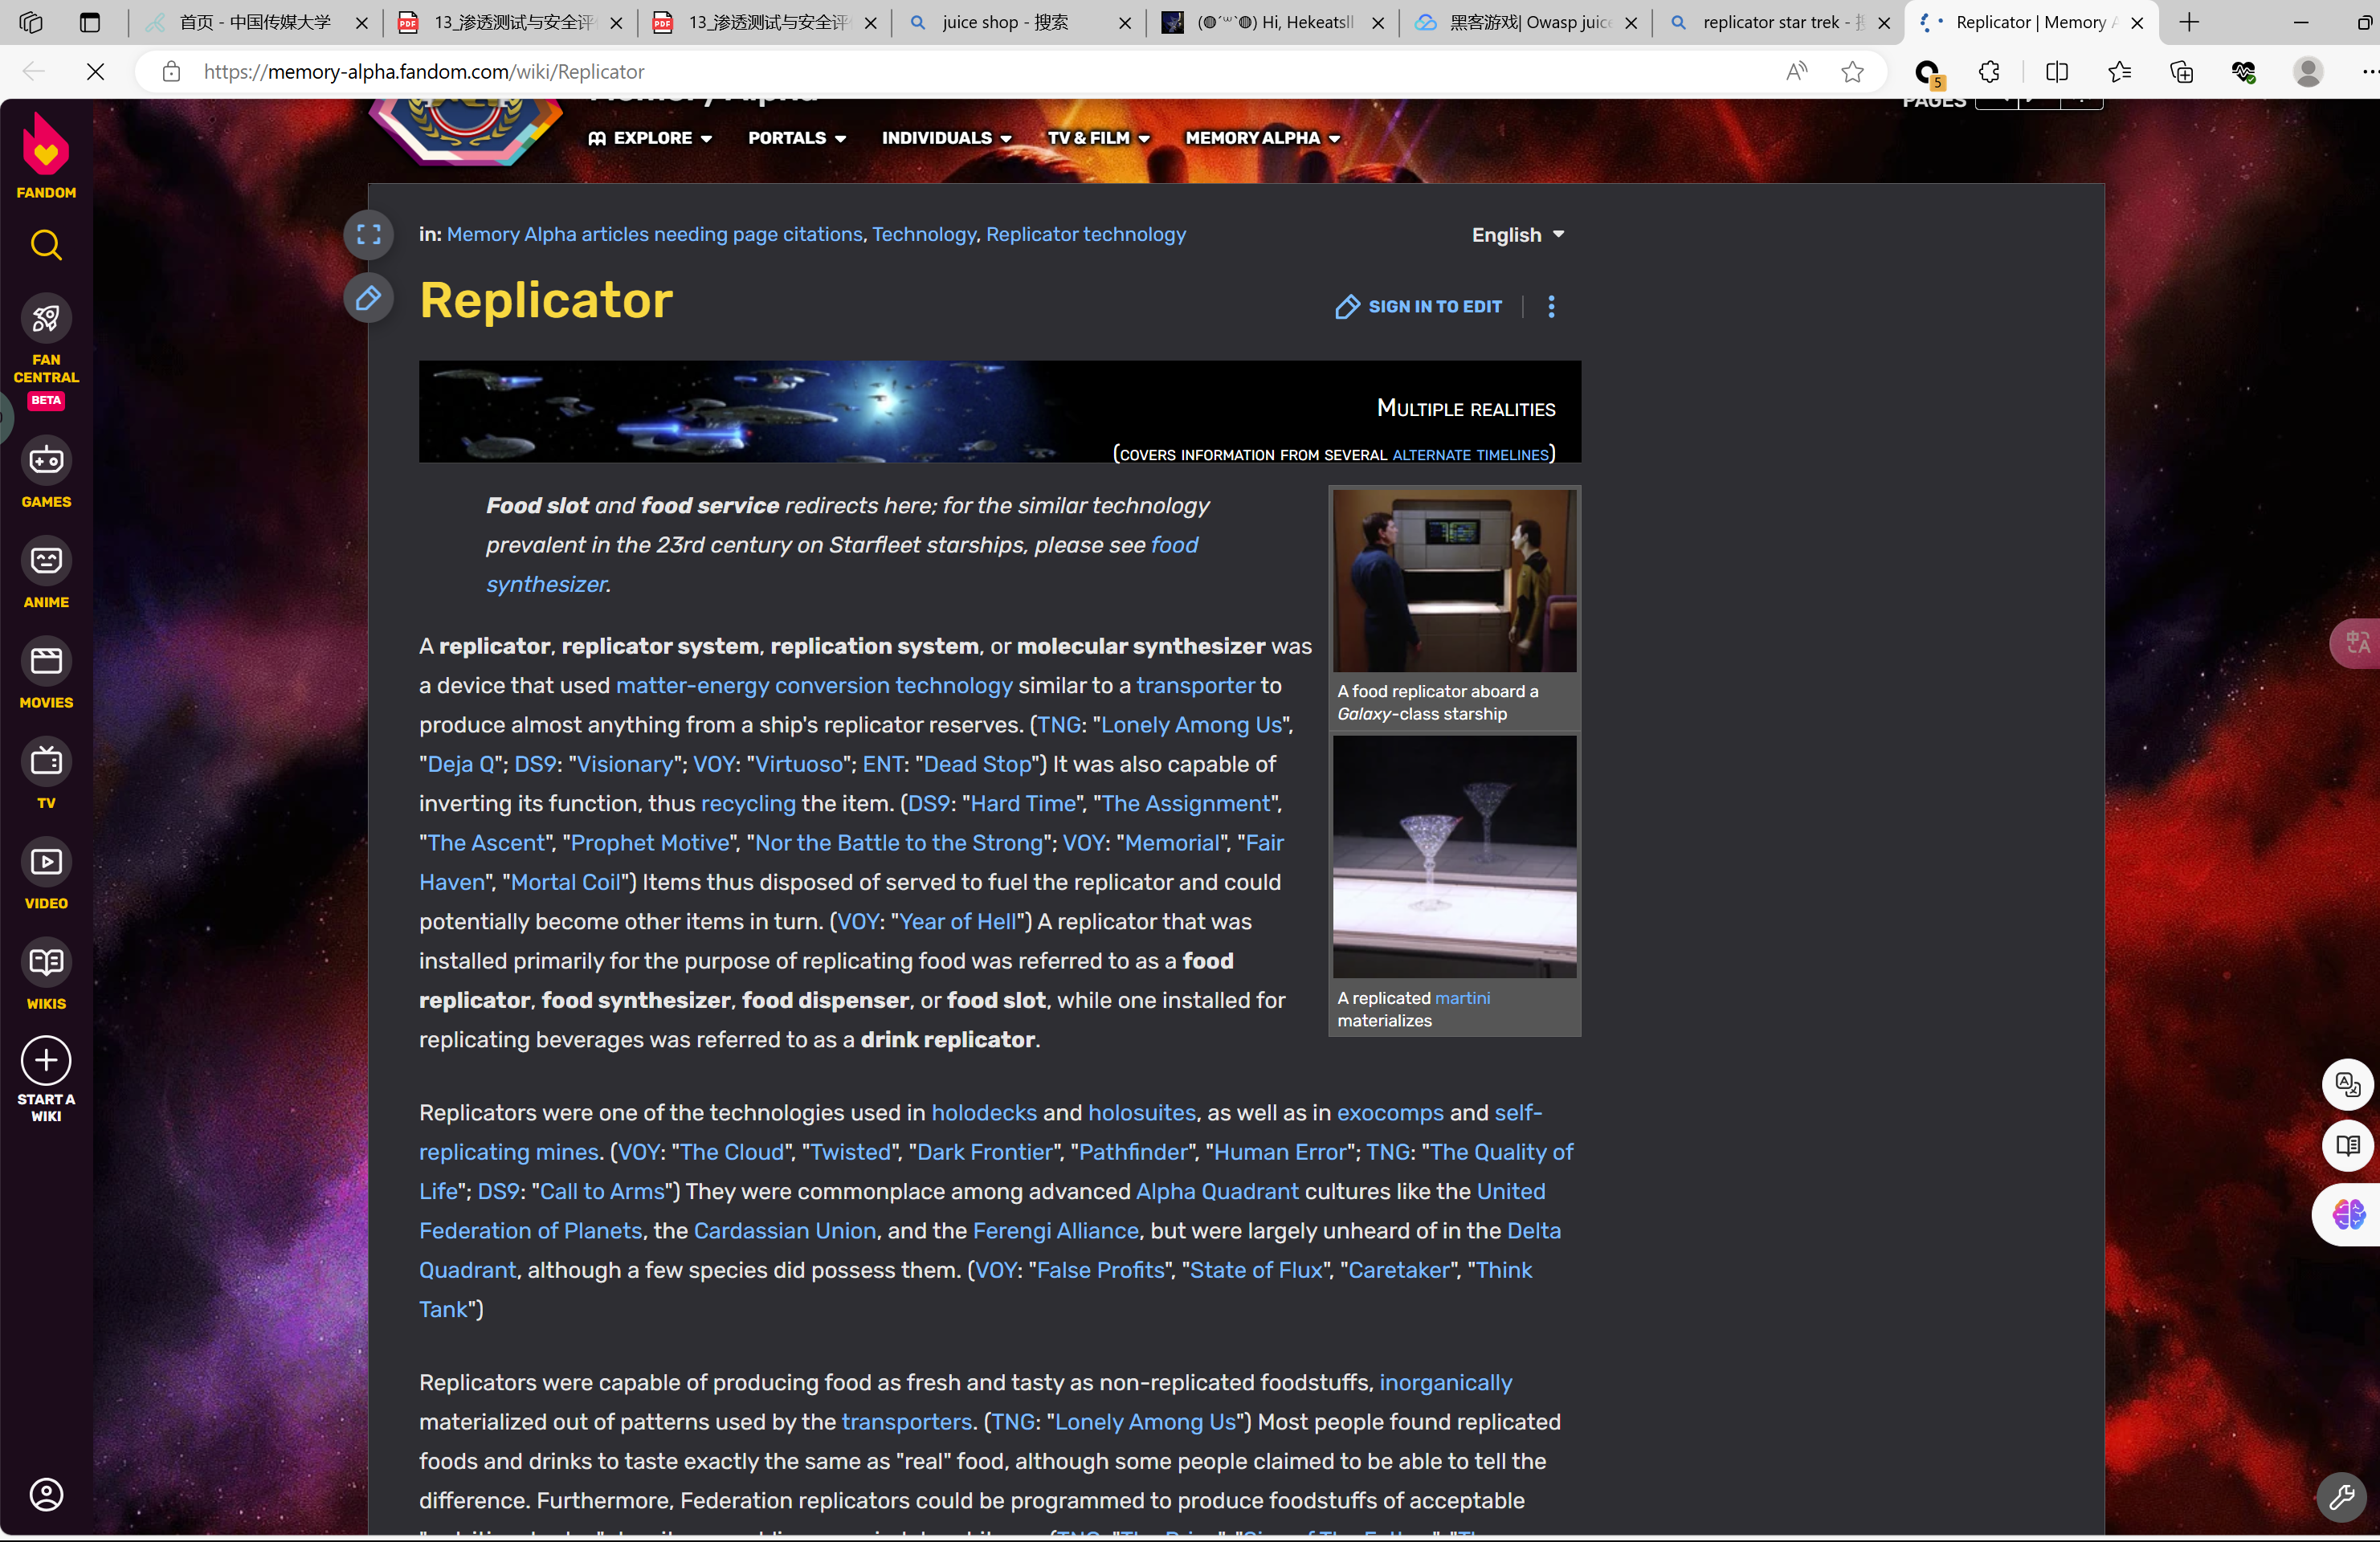 首页 - 中国传媒大学
13_渗透测试与安全评
13_渗透测试与安全评
juice shop - 搜索
Hi, Hekeatsll
黑客游戏| Owasp juic
replicator star trek -
Replicator | Memory
https://memory-alpha.fandom.com/wiki/Replicator
5
Memory Alpha
PAGES
EXPLORE
PORTALS
INDIVIDUALS
TV & FILM
MEMORY ALPHA
FANDOM
FAN
CENTRAL
BETA
GAMES
ANIME
MOVIES
TV
VIDEO
WIKIS
START A
WIKI
in: Memory Alpha articles needing page citations, Technology, Replicator technology
English
Replicator
SIGN IN TO EDIT
MULTIPLE REALITIES
(COVERS INFORMATION FROM SEVERAL ALTERNATE TIMELINES)
Food slot and food service redirects here; for the similar technology
prevalent in the 23rd century on Starfleet starships, please see food
synthesizer.
A replicator, replicator system, replication system, or molecular synthesizer was
a device that used matter-energy conversion technology similar to a transporter to
produce almost anything from a ship's replicator reserves. (TNG: "Lonely Among Us",
"Deja Q"; DS9: "Visionary"; VOY: "Virtuoso"; ENT: "Dead Stop") It was also capable of
inverting its function, thus recycling the item. (DS9: "Hard Time", "The Assignment",
"The Ascent", "Prophet Motive", "Nor the Battle to the Strong"; VOY: "Memorial", "Fair
Haven", "Mortal Coil") Items thus disposed of served to fuel the replicator and could
potentially become other items in turn. (VOY: "Year of Hell") A replicator that was
installed primarily for the purpose of replicating food was referred to as a food
replicator, food synthesizer, food dispenser, or food slot, while one installed for
replicating beverages was referred to as a drink replicator.
A food replicator aboard a
Galaxy-class starship
A replicated martini
materializes
Replicators were one of the technologies used in holodecks and holosuites, as well as in exocomps and self-
replicating mines. (VOY: "The Cloud", "Twisted", "Dark Frontier", "Pathfinder", "Human Error"; TNG: "The Quality of
Life"; DS9: "Call to Arms") They were commonplace among advanced Alpha Quadrant cultures like the United
Federation of Planets, the Cardassian Union, and the Ferengi Alliance, but were largely unheard of in the Delta
Quadrant, although a few species did possess them. (VOY: "False Profits", "State of Flux", "Caretaker", "Think
Tank")
Replicators were capable of producing food as fresh and tasty as non-replicated foodstuffs, inorganically
materialized out of patterns used by the transporters. (TNG: "Lonely Among Us") Most people found replicated
foods and drinks to taste exactly the same as "real" food, although some people claimed to be able to tell the
difference. Furthermore, Federation replicators could be programmed to produce foodstuffs of acceptable